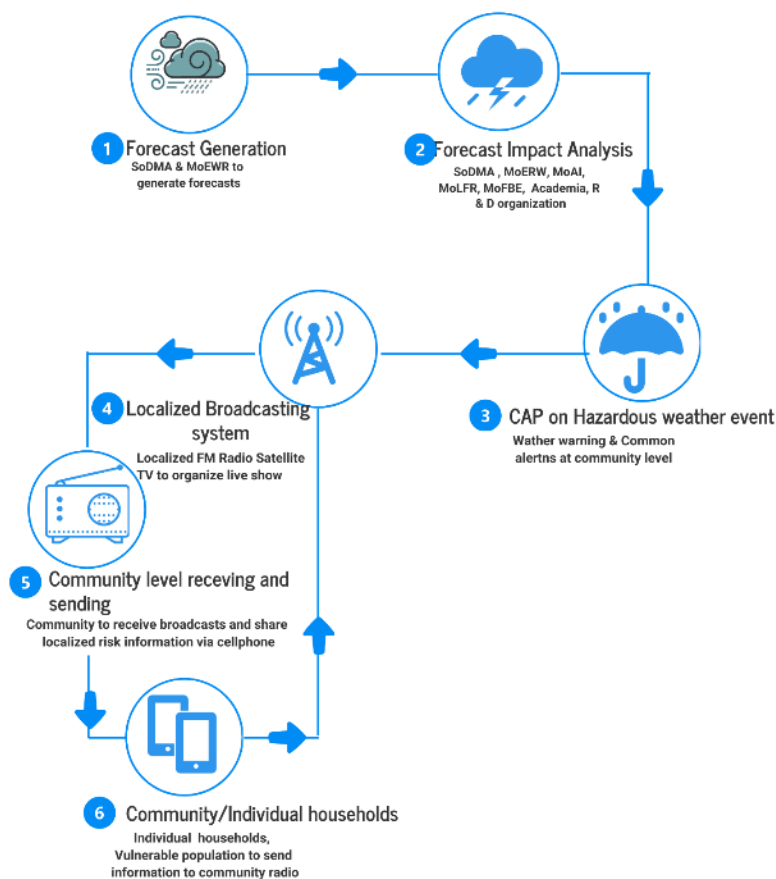 1 Forecast Generation
SoDMA & MoEWR to
generate forecasts
2 Forecast Impact Analysis
SoDMA , MoERW, MoAI,
MoLFR, MoFBE, Academia, R
& D organization
3 CAP on Hazardous weather event
Wather warning & Common
alertns at community level
4 Localized Broadcasting
system
Localized FM Radio Satellite
TV to organize live show
5 Community level receving and
sending
Community to receive broadcasts and share
localized risk information via cellphone
6 Community/Individual households
Individual households,
Vulnerable population to send
information to community radio